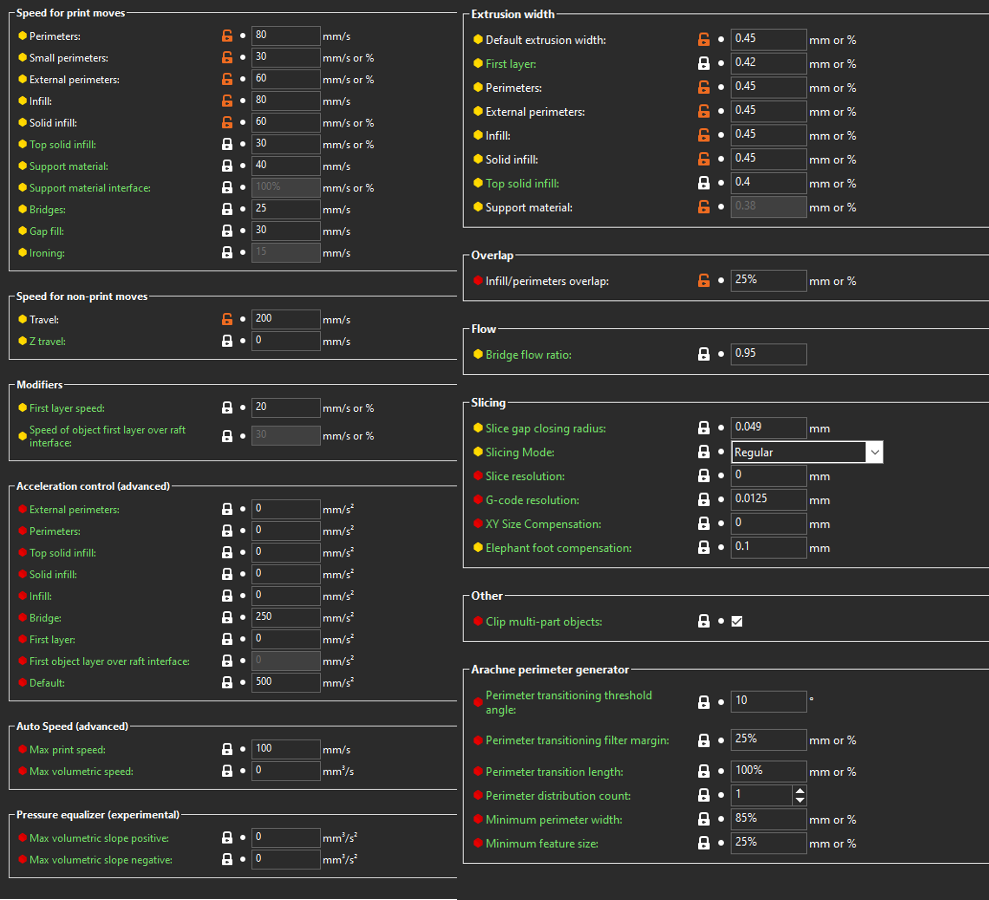 Speed for print moves
Perimeters: 80 mm/s
Small perimeters: 30 mm/s or %
External perimeters: 60 mm/s or %
Infill: 80 mm/s
Solid infill: 60 mm/s or %
Top solid infill: 30 mm/s or %
Support material: 40 mm/s
Support material interface: 100% mm/s or %
Bridges: 25 mm/s
Gap fill: 30 mm/s
Ironing: 15 mm/s
Speed for non-print moves
Travel: 200 mm/s
Z travel: 0 mm/s
Modifiers
First layer speed: 20 mm/s or %
Speed of object first layer over raft
interface: 30 mm/s or %
Acceleration control (advanced)
External perimeters: 0 mm/s²
Perimeters: 0 mm/s²
Top solid infill: 0 mm/s²
Solid infill: 0 mm/s²
Infill: 0 mm/s²
Bridge: 250 mm/s²
First layer: 0 mm/s²
First object layer over raft interface: 0 mm/s²
Default: 500 mm/s²
Auto Speed (advanced)
Max print speed: 100 mm/s
Max volumetric speed: 0 mm³/s
Pressure equalizer (experimental)
Max volumetric slope positive: 0 mm³/s²
Max volumetric slope negative: 0 mm³/s²
Extrusion width
Default extrusion width: 0.45 mm or %
First layer: 0.42 mm or %
Perimeters: 0.45 mm or %
External perimeters: 0.45 mm or %
Infill: 0.45 mm or %
Solid infill: 0.45 mm or %
Top solid infill: 0.4 mm or %
Support material: 0.38 mm or %
Overlap
Infill/perimeters overlap: 25% mm or %
Flow
Bridge flow ratio: 0.95
Slicing
Slice gap closing radius: 0.049 mm
Slicing Mode: Regular
Slice resolution: 0 mm
G-code resolution: 0.0125 mm
XY Size Compensation: 0 mm
Elephant foot compensation: 0.1 mm
Other
Clip multi-part objects:
Arachne perimeter generator
Perimeter transitioning threshold
angle: 10 °
Perimeter transitioning filter margin: 25% mm or %
Perimeter transition length: 100% mm or %
Perimeter distribution count: 1
Minimum perimeter width: 85% mm or %
Minimum feature size: 25% mm or %